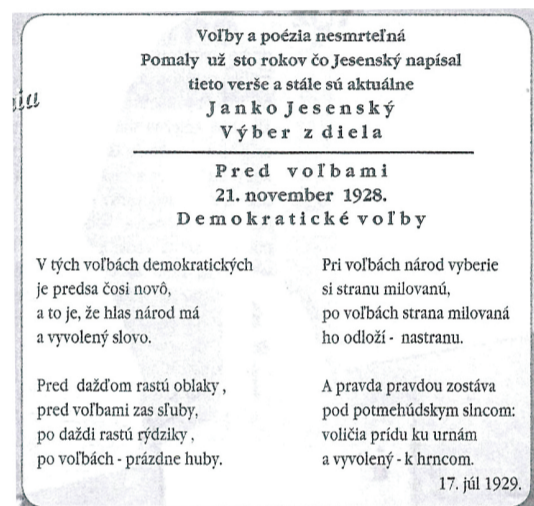 Voľby a poézia nesmrteľná
Pomaly už sto rokov čo Jesenský napísal
tieto verše a stále sú aktuálne
Janko Jesenský
Výber z diela
Pred voľbami
21. november 1928.
Demokratické voľby
V tých voľbách demokratických
je predsa čosi novô,
a to je, že hlas národ má
a vyvolený slovo.
Pred dažďom rastú oblaky,
pred voľbami zas sľuby,
po daždi rastú rýdziky,
po voľbách - prázdne huby.
Pri voľbách národ vyberie
si stranu milovanú,
po voľbách strana milovaná
ho odloží - nastranu.
A pravda pravdou zostáva
pod potmehúdskym slncom:
voličia prídu ku urnám
a vyvolený - k hrncom.
17. júl 1929.